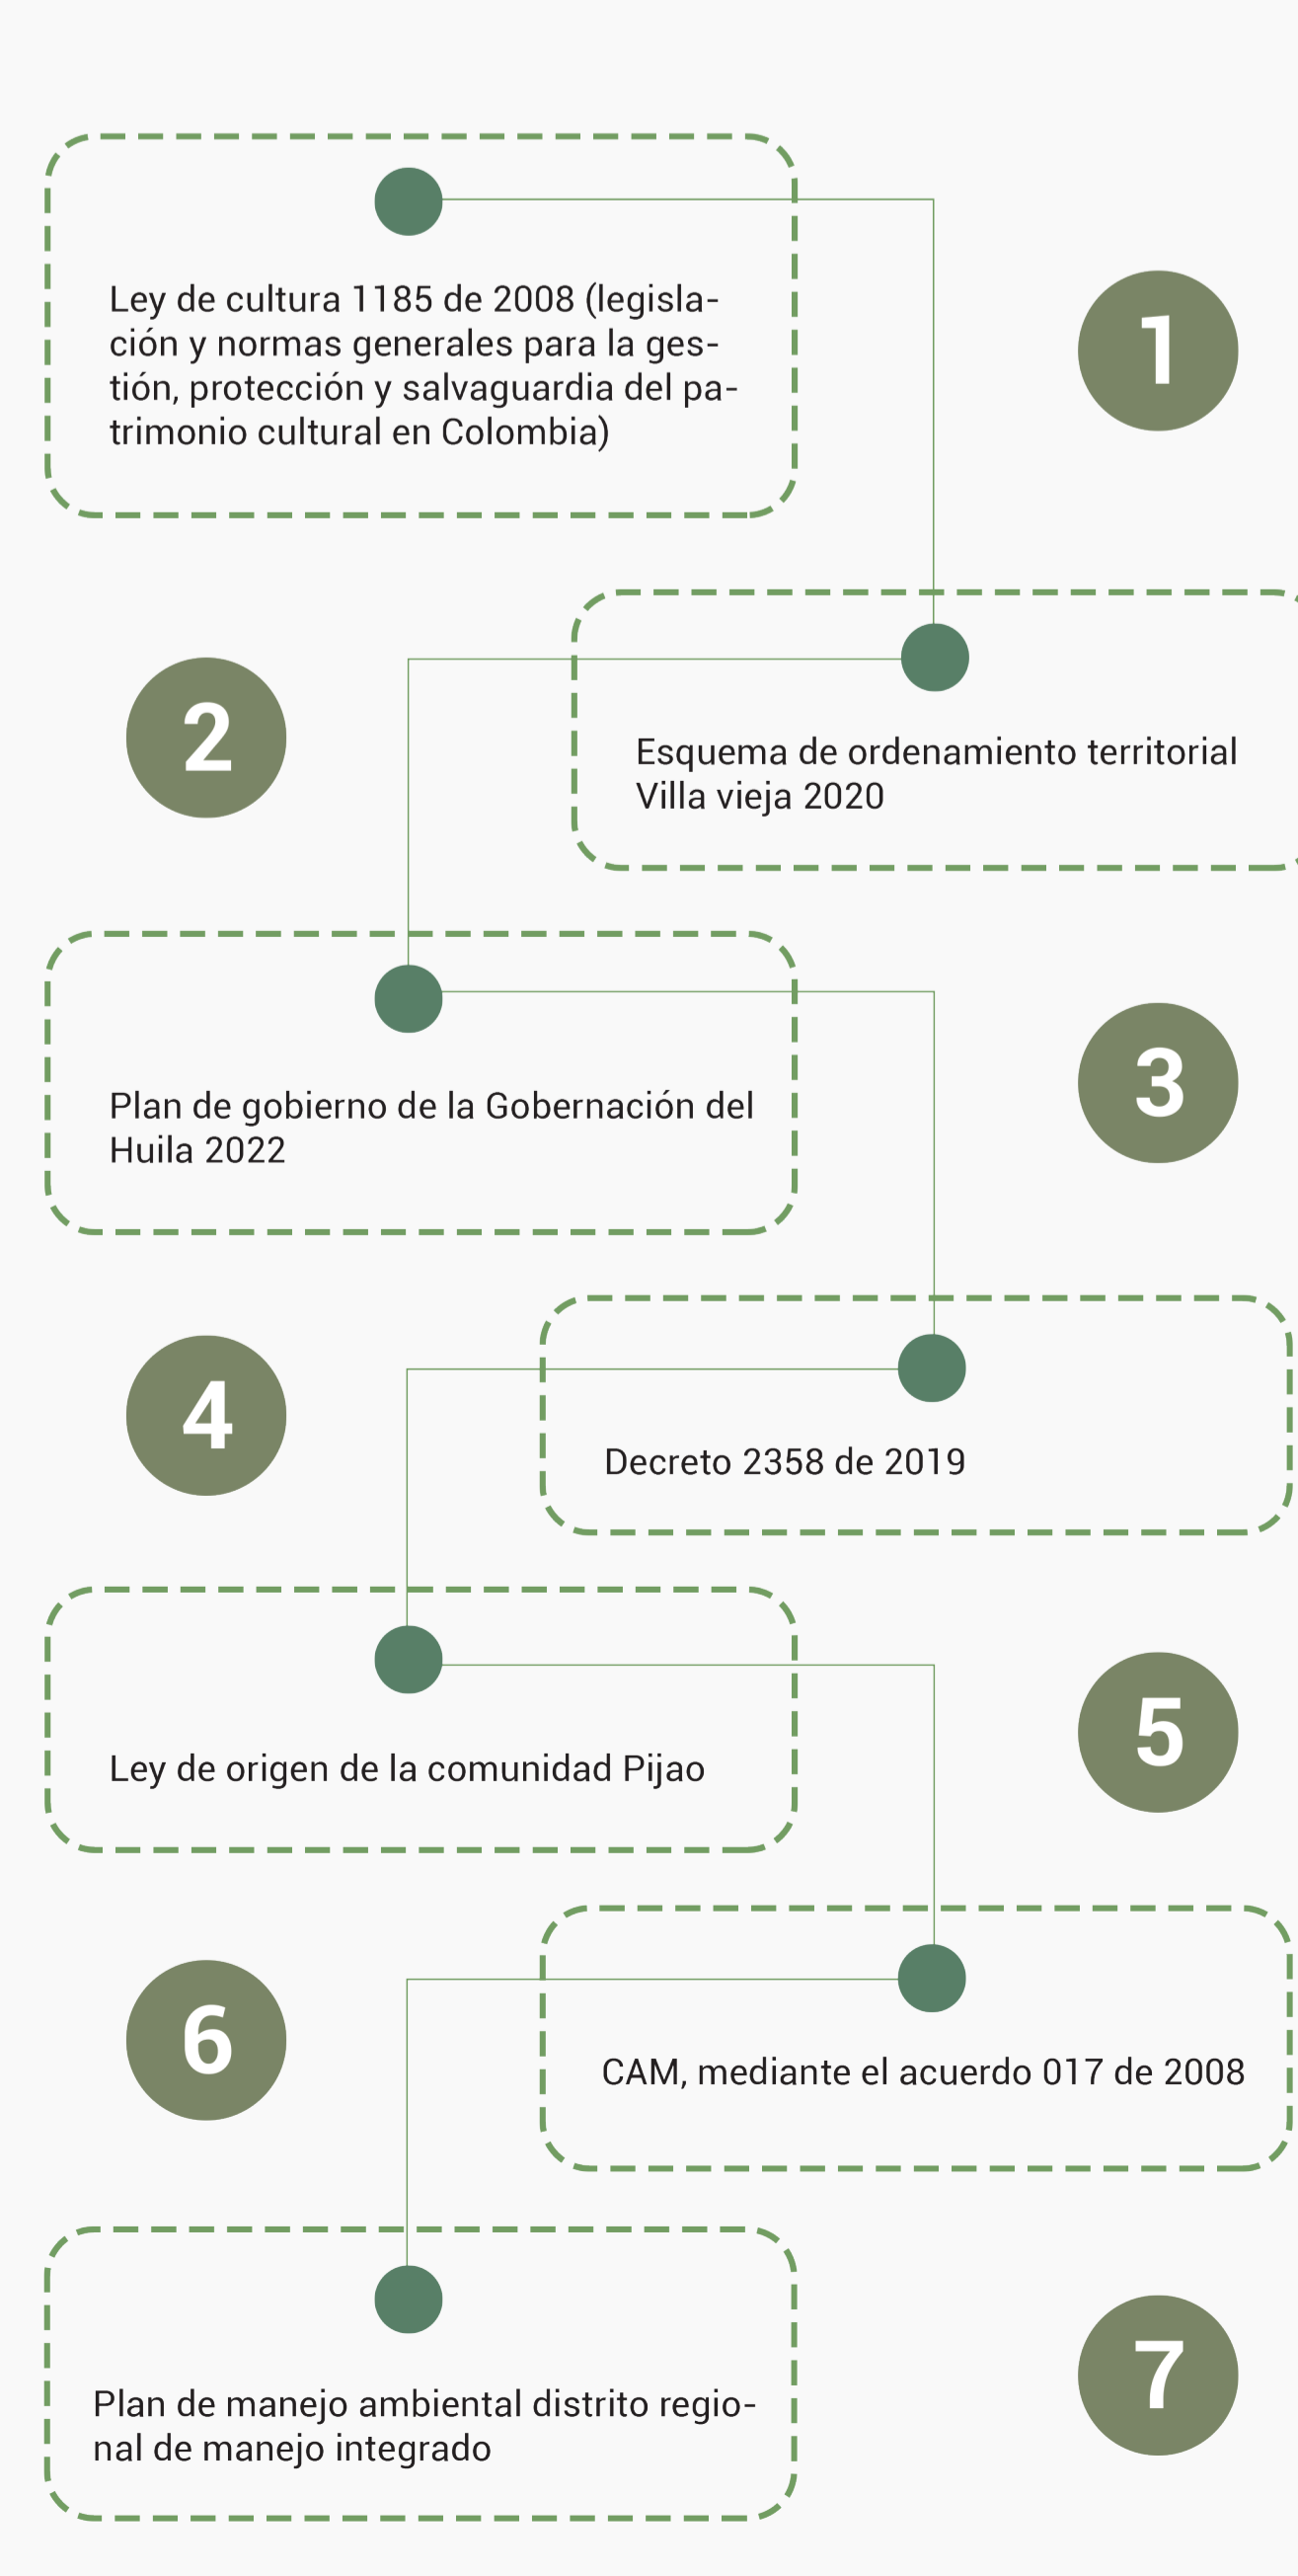 Ley de cultura 1185 de 2008 (legisla-
ción y normas generales para la ges-
tión, protección y salvaguardia del pa-
trimonio cultural en Colombia)
1
2
Esquema de ordenamiento territorial
Villa vieja 2020
Plan de gobierno de la Gobernación del
Huila 2022
3
4
Decreto 2358 de 2019
Ley de origen de la comunidad Pijao
5
6
CAM, mediante el acuerdo 017 de 2008
Plan de manejo ambiental distrito regio-
nal de manejo integrado
7